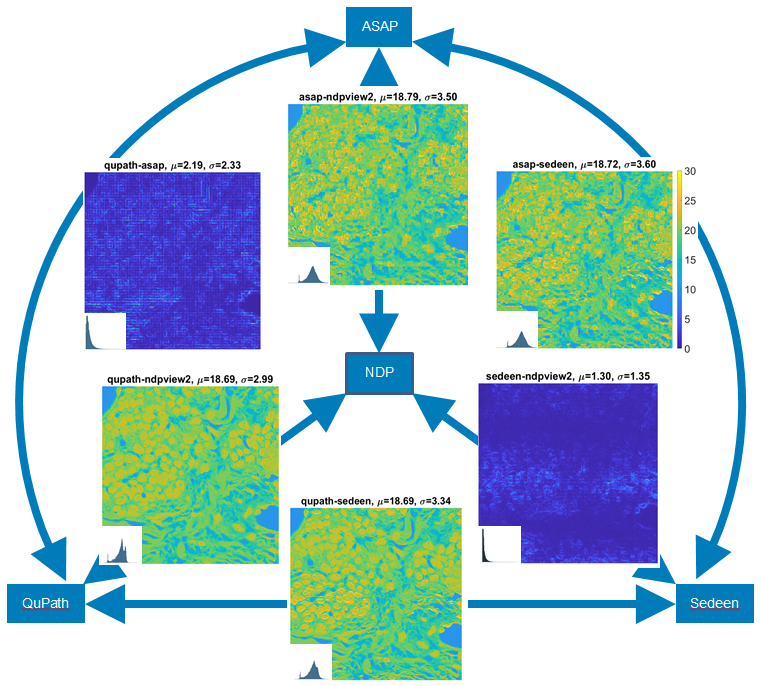 ASAP
asap-ndpview2, μ=18.79, σ=3.50
qupath-asap, μ=2.19, σ=2.33
asap-sedeen, μ=18.72, σ=3.60
30
25
20
15
10
5
0
NDP
qupath-ndpview2, μ=18.69, σ=2.99
sedeen-ndpview2, μ=1.30, σ=1.35
qupath-sedeen, μ=18.69, σ=3.34
QuPath
Sedeen